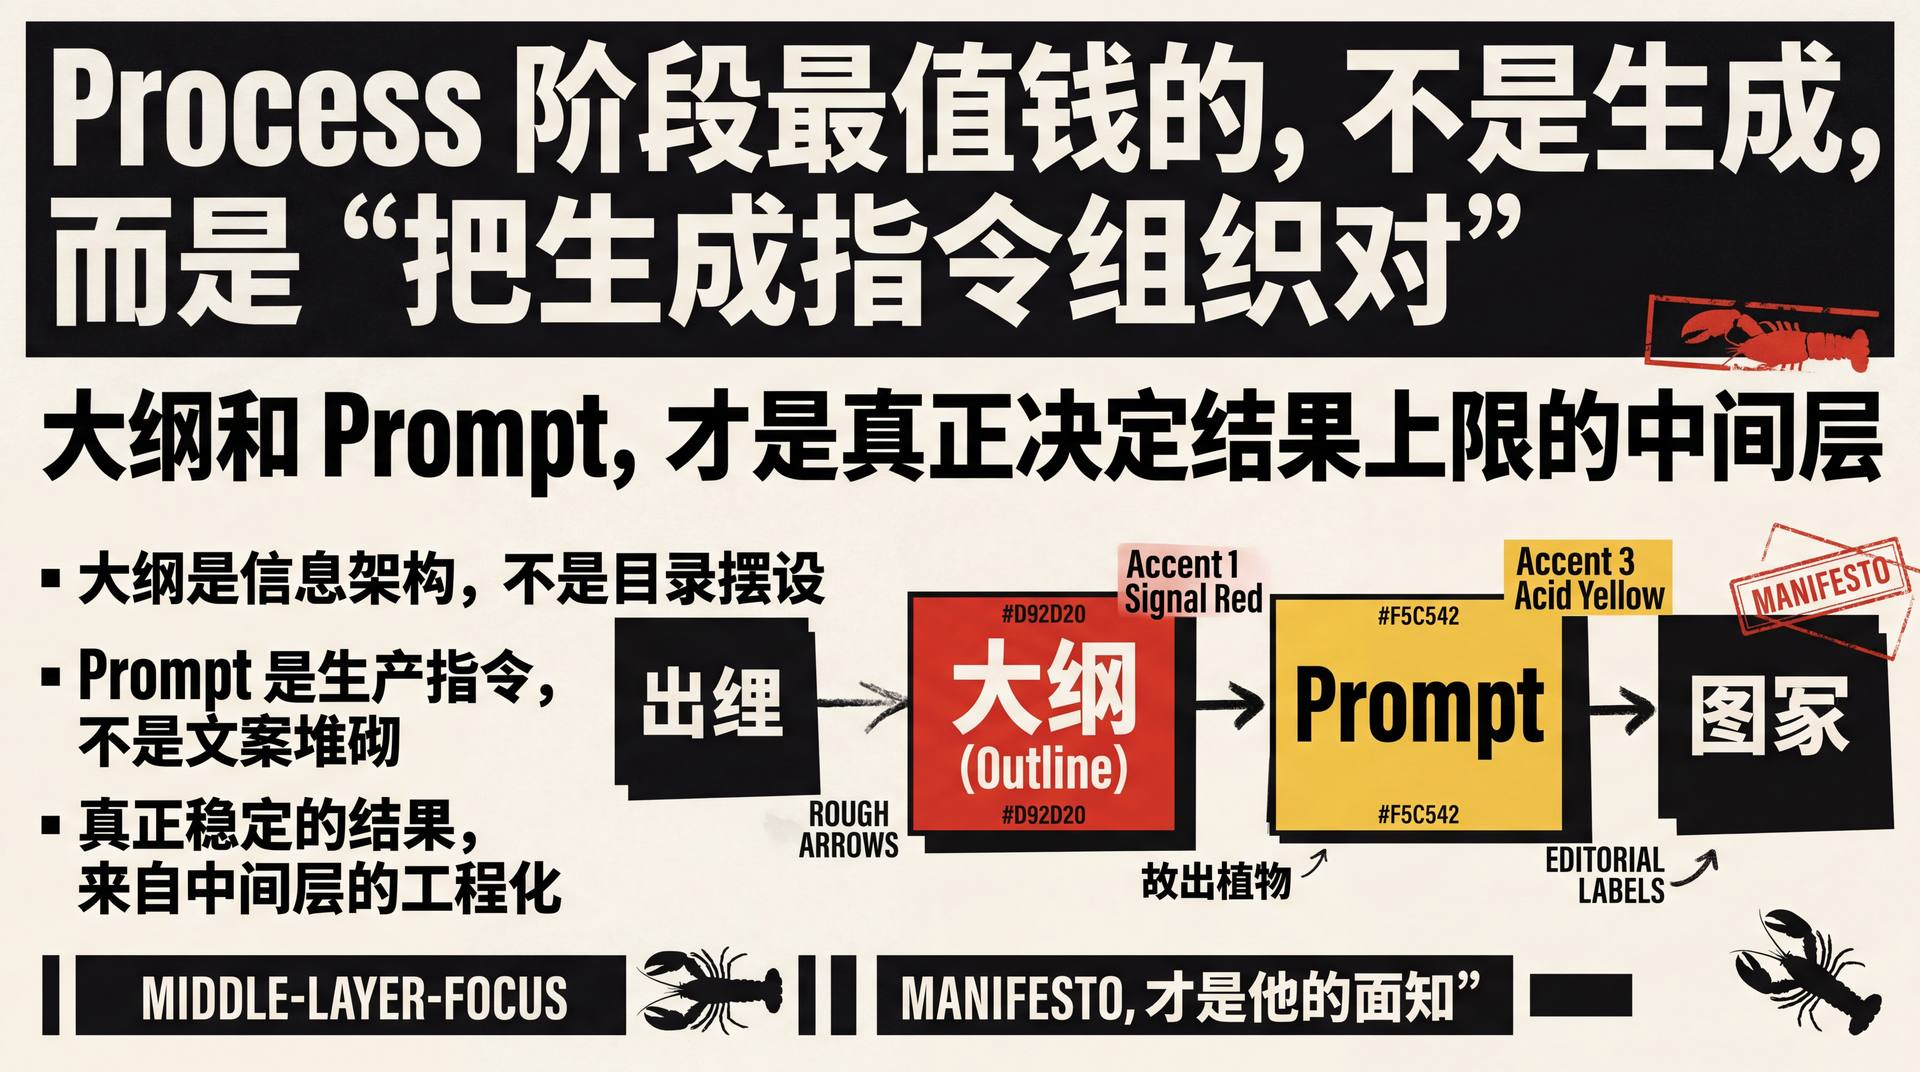 Process 阶段最值钱的, 不是生成,
而是 “把生成指令组织对”
大纲和 Prompt, 才是真正决定结果上限的中间层
▪ 大纲是信息架构，不是目录摆设
▪ Prompt 是生产指令，
不是文案堆砌
▪ 真正稳定的结果，
来自中间层的工程化
ROUGH
ARROWS
Accent 1
Signal Red
#D92D20
大纲
(Outline)
#D92D20
故出植物
Accent 3
Acid Yellow
#F5C542
Prompt
#F5C542
EDITORIAL
LABELS
MANIFESTO
MIDDLE-LAYER-FOCUS
MANIFESTO, 才是他的面知”